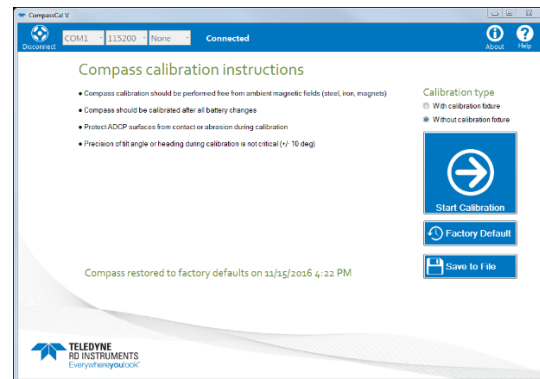 CompassCal V
Disconnect
COM1
115200
None
Connected
About
Help
Compass calibration instructions
• Compass calibration should be performed free from ambient magnetic fields (steel, iron, magnets)
• Compass should be calibrated after all battery changes
• Protect ADCP surfaces from contact or abrasion during calibration
• Precision of tilt angle or heading during calibration is not critical (+/- 10 deg)
Calibration type
With calibration fixture
Without calibration fixture
Start Calibration
Factory Default
Save to File
Compass restored to factory defaults on 11/15/2016 4:22 PM
TELEDYNE
RD INSTRUMENTS
Everywhereyoulook